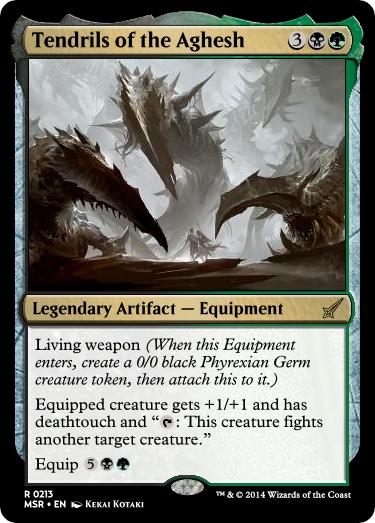 Tendrils of the Aghesh 3
Legendary Artifact — Equipment
Living weapon (When this Equipment
enters, create a 0/0 black Phyrexian Germ
creature token, then attach this to it.)
Equipped creature gets +1/+1 and has
deathtouch and “: This creature fights
another target creature.”
Equip 5
R 0213
MSR • EN Kekai Kotaki
™ & © 2014 Wizards of the Coast